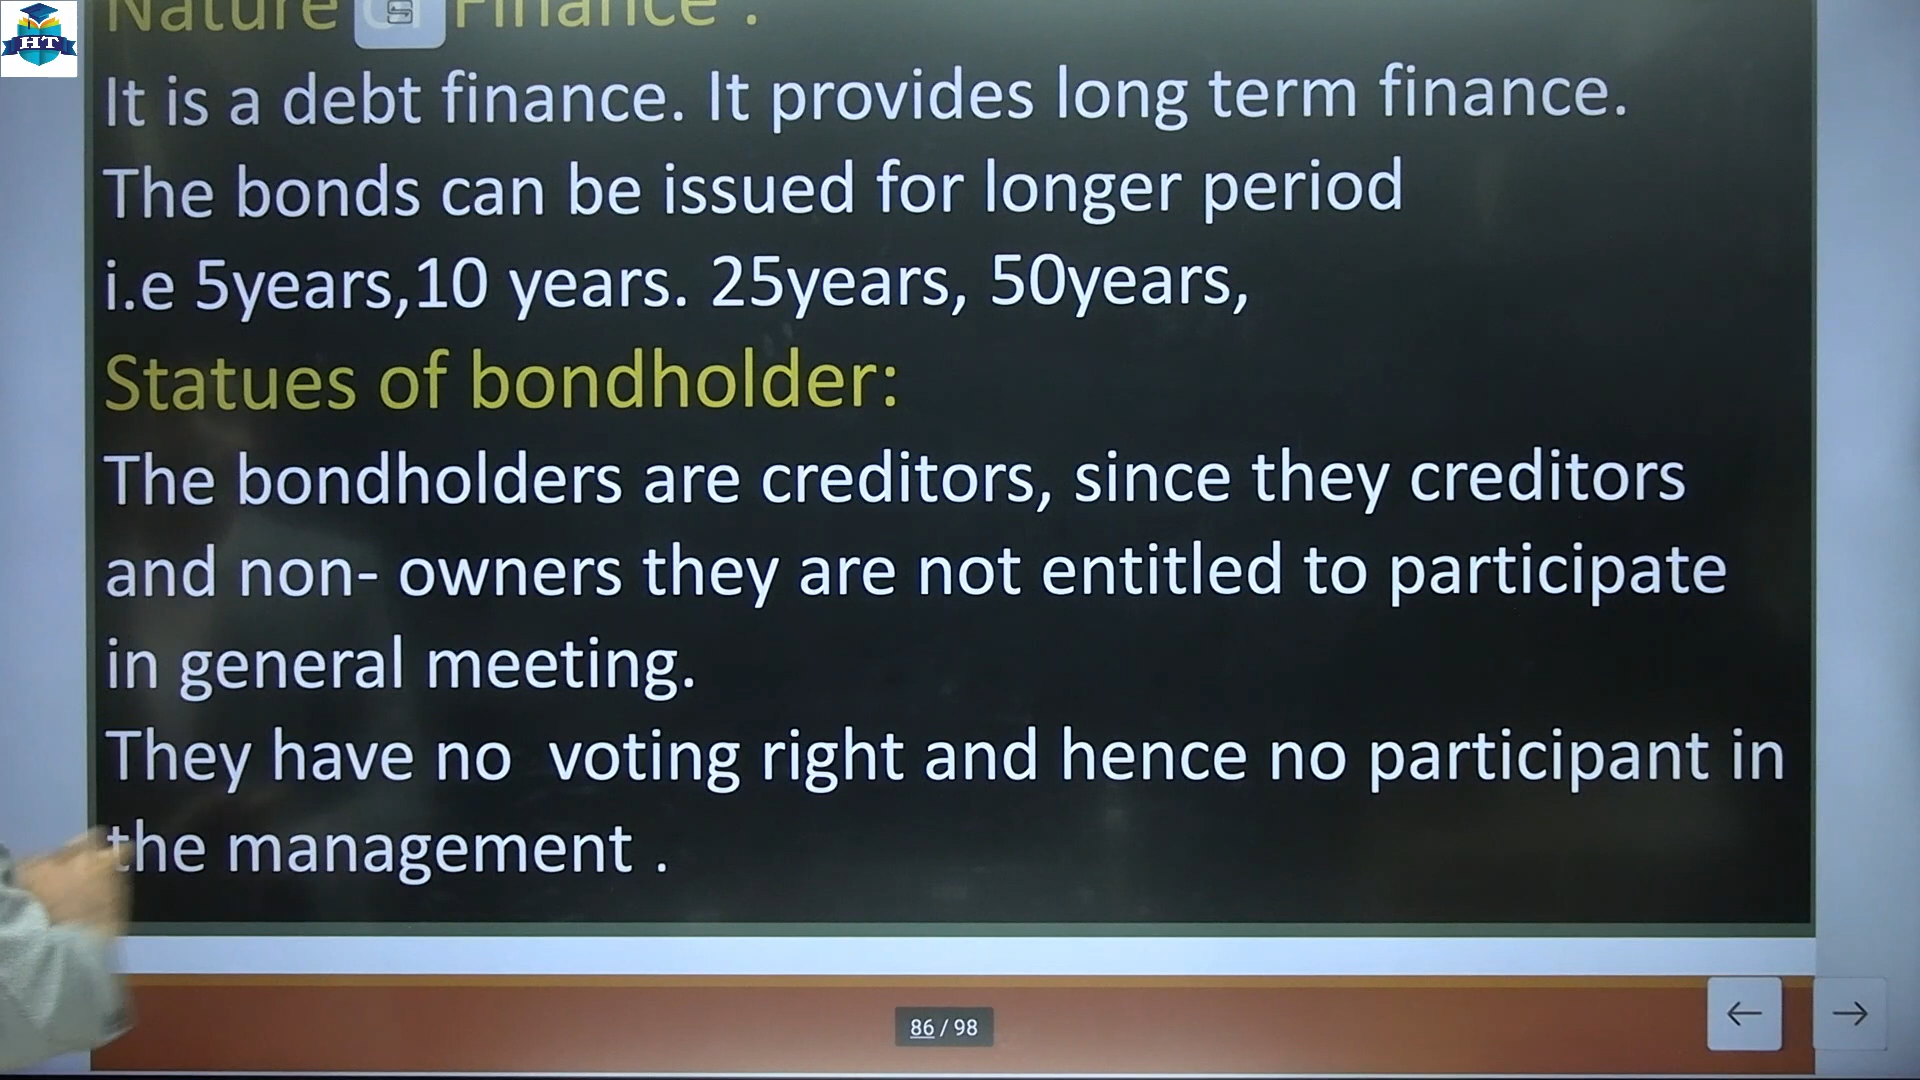 HT
Nature of Finance .
It is a debt finance. It provides long term finance.
The bonds can be issued for longer period
i.e 5years,10 years. 25years, 50years,
Statues of bondholder:
The bondholders are creditors, since they creditors
and non- owners they are not entitled to participate
in general meeting.
They have no  voting right and hence no participant in
the management .
86 / 98